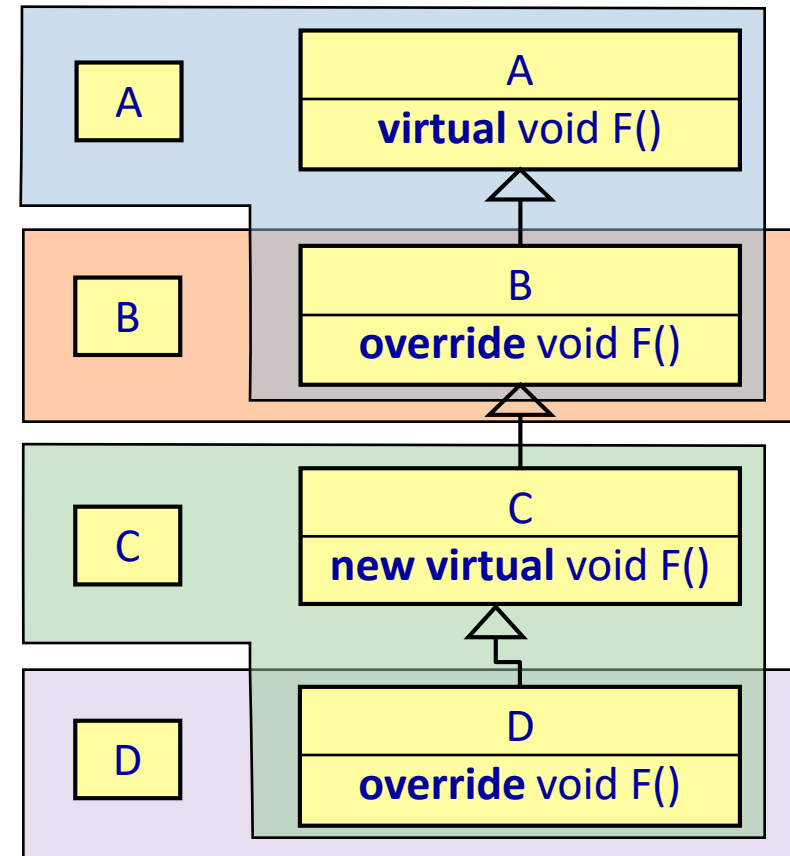 A
A
virtual void F()
B
B
override void F()
C
C
new virtual void F()
D
D
override void F()